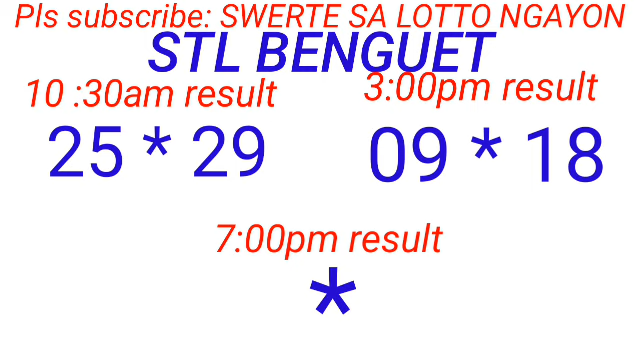 Pls subscribe: SWERTE SA LOTTO NGAYON
STL BENGUET
10 :30am result
25 * 29
3:00pm result
09 * 18
7:00pm result
*